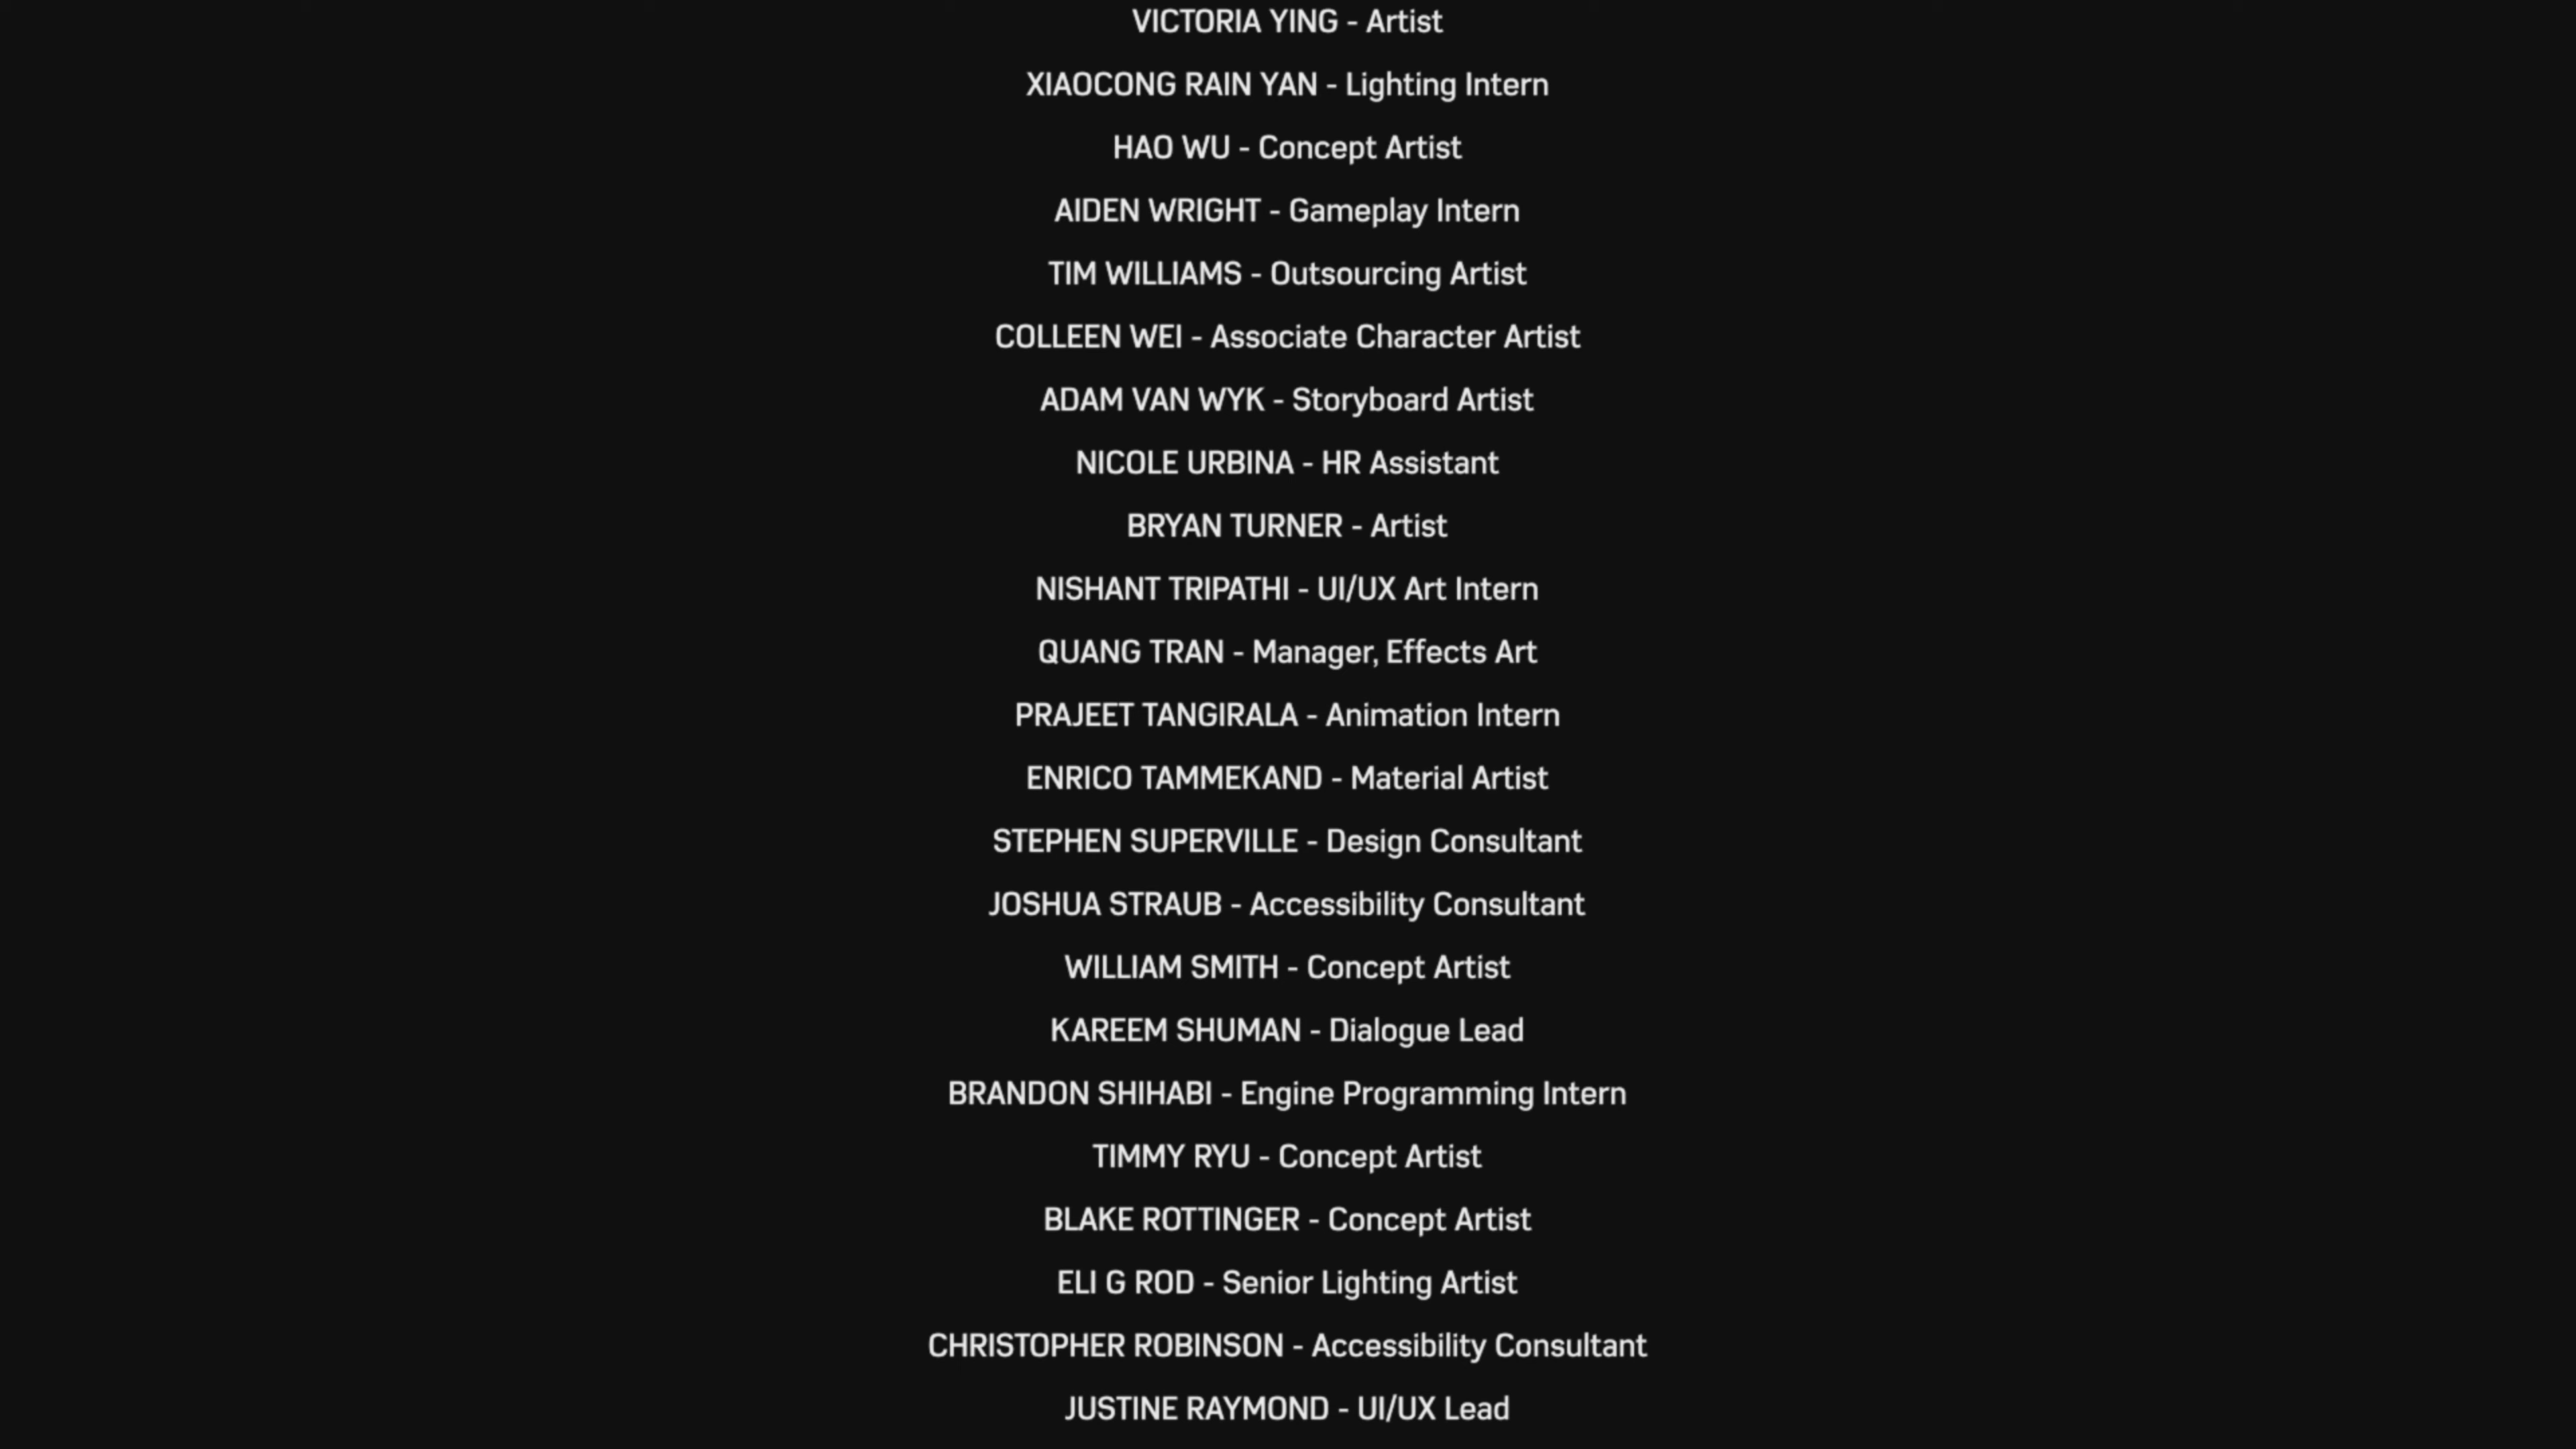 VICTORIA YING - Artist
XIAOCONG RAIN YAN - Lighting Intern
HAO WU - Concept Artist
AIDEN WRIGHT - Gameplay Intern
TIM WILLIAMS - Outsourcing Artist
COLLEEN WEI - Associate Character Artist
ADAM VAN WYK - Storyboard Artist
NICOLE URBINA - HR Assistant
BRYAN TURNER - Artist
NISHANT TRIPATHI - UI/UX Art Intern
QUANG TRAN - Manager, Effects Art
PRAJEET TANGIRALA - Animation Intern
ENRICO TAMMEKAND - Material Artist
STEPHEN SUPERVILLE - Design Consultant
JOSHUA STRAUB - Accessibility Consultant
WILLIAM SMITH - Concept Artist
KAREEM SHUMAN - Dialogue Lead
BRANDON SHIHABI - Engine Programming Intern
TIMMY RYU - Concept Artist
BLAKE ROTTINGER - Concept Artist
ELI G ROD - Senior Lighting Artist
CHRISTOPHER ROBINSON - Accessibility Consultant
JUSTINE RAYMOND - UI/UX Lead